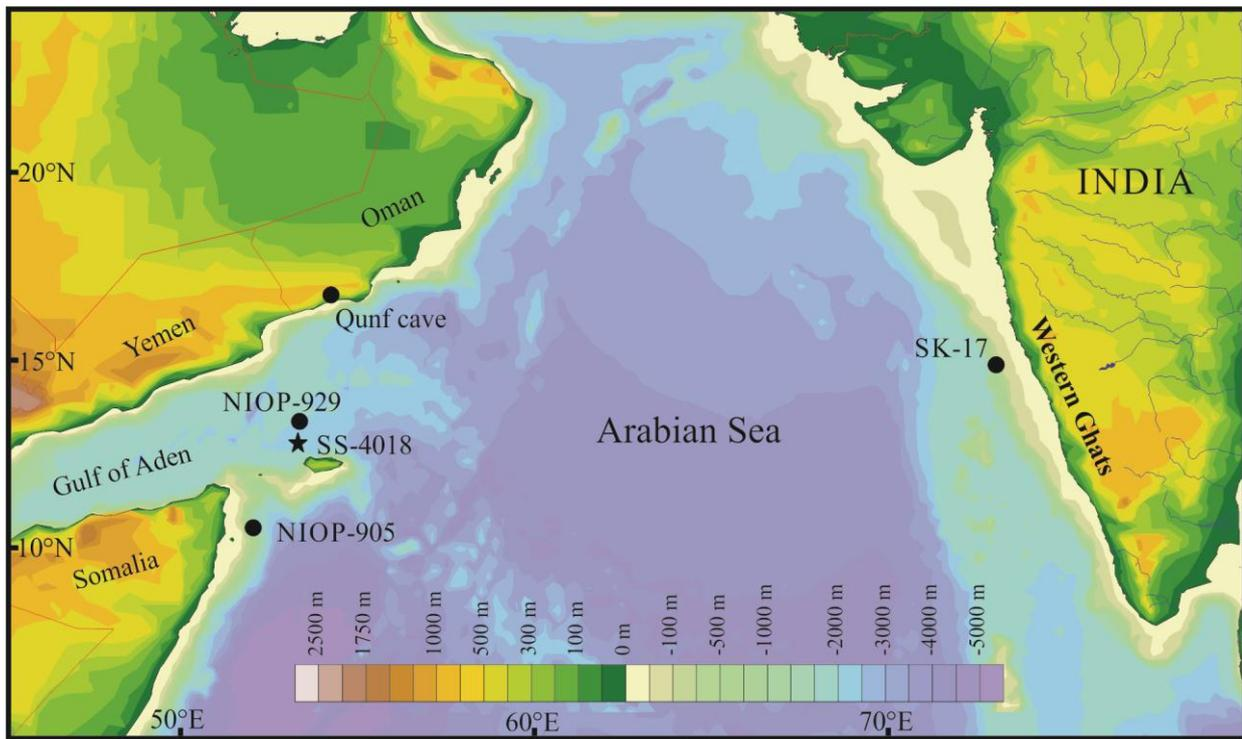 20°N
INDIA
Oman
Qunf cave
Yemen
15°N
SK-17
Western Ghats
NIOP-929
Arabian Sea
SS-4018
Gulf of Aden
NIOP-905
10°N
Somalia
2500 m
1750 m
1000 m
500 m
300 m
100 m
0 m
-100 m
-500 m
-1000 m
-2000 m
-3000 m
-4000 m
-5000 m
50°E
60°E
70°E